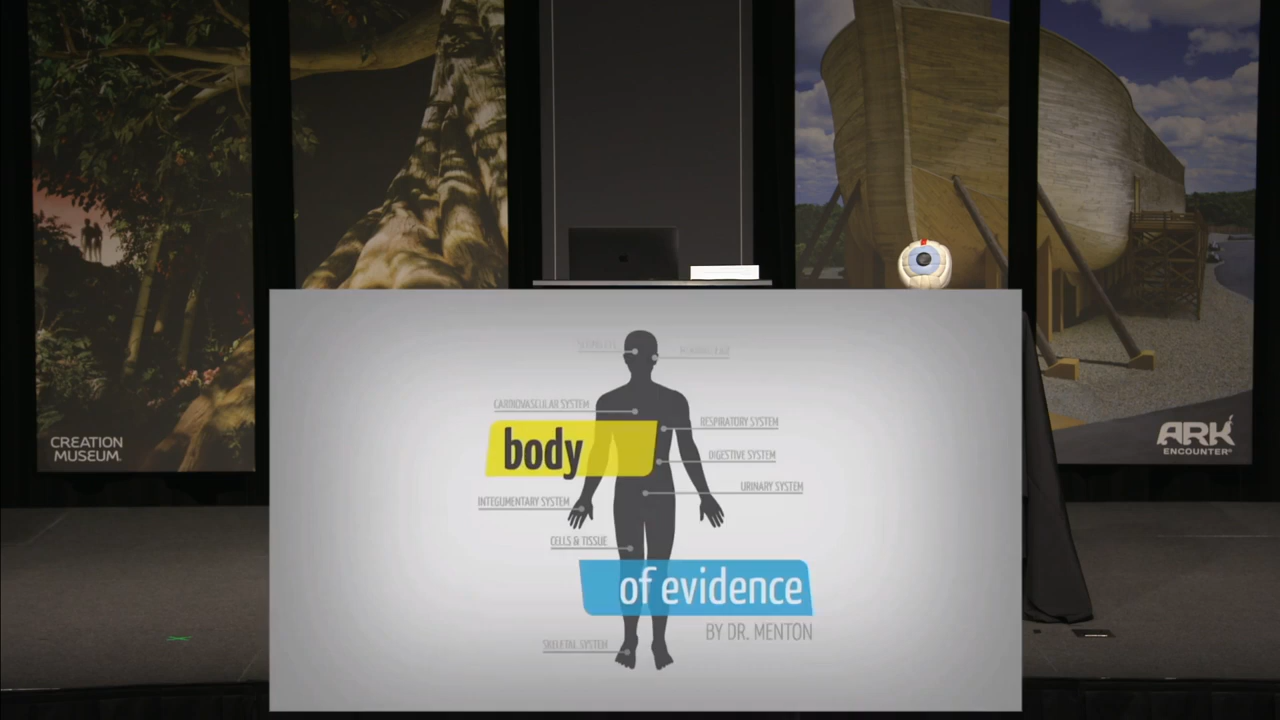 CREATION
MUSEUM
ARK
ENCOUNTER
CARDIOVASCULAR SYSTEM
RESPIRATORY SYSTEM
body
DIGESTIVE SYSTEM
URINARY SYSTEM
INTEGUMENTARY SYSTEM
CELLS & TISSUE
of evidence
BY DR. MENTON
SKELETAL SYSTEM